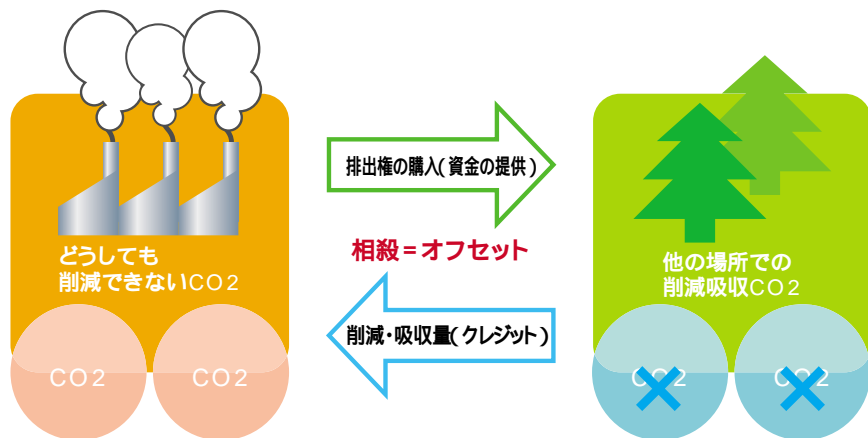 排出権の購入(資金の提供)
相殺=オフセット
どうしても
削減できないCO2
他の場所での
削減吸収CO2
削減・吸収量(クレジット)
CO2
CO2
CO2
CO2